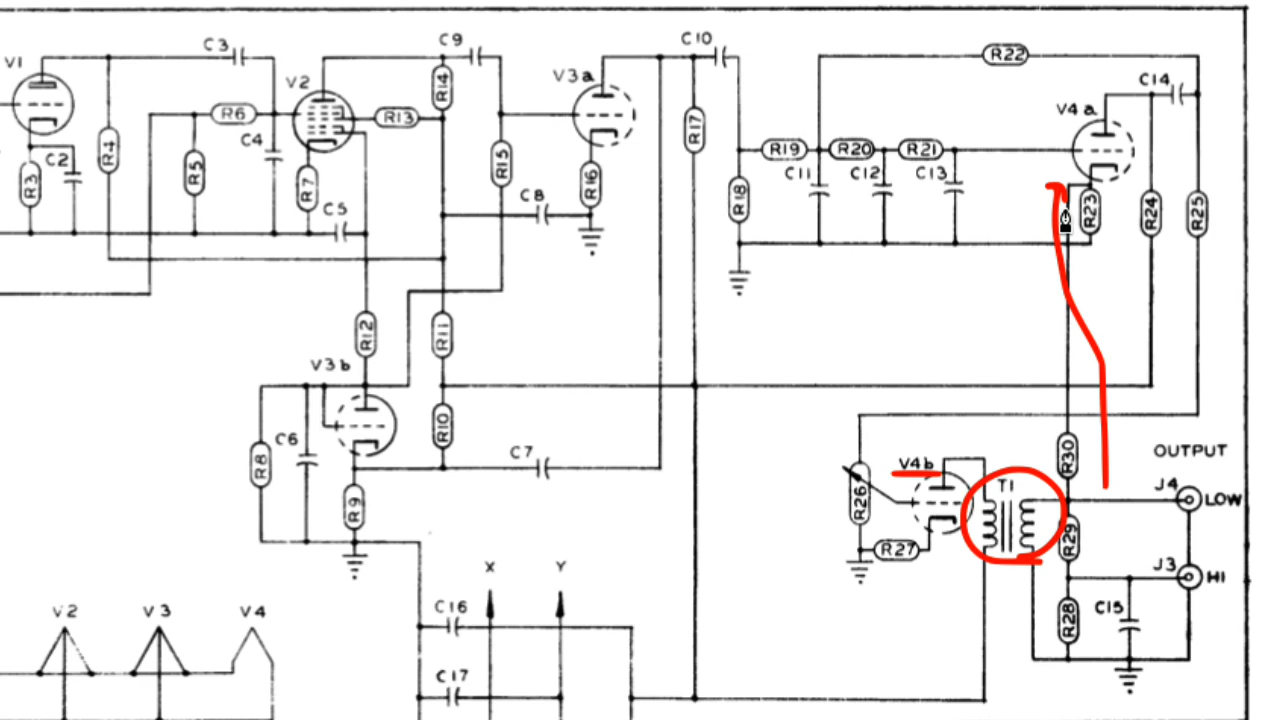 V1
C3
V2
C9
V3a
C10
R22
C14
V4a
R14
R6
R13
R17
R4
C4
R19
R20
R21
R15
C2
R5
C11
C12
C13
R3
R7
R16
R18
C8
R23
R24
R25
C5
R12
R11
V3b
R10
C6
C7
R8
R9
R30
OUTPUT
V4b
T1
J4
LOW
R26
R29
R27
J3
HI
X
Y
V2
V3
V4
C16
C15
R28
C17